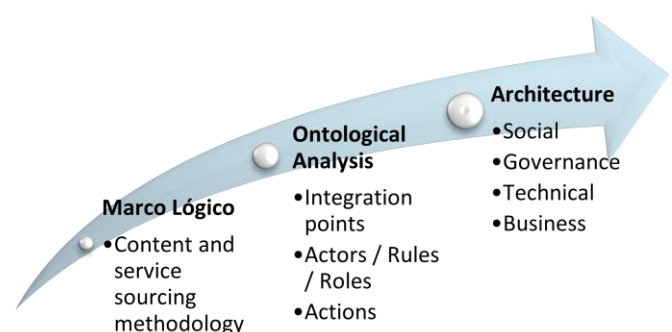 Marco Lógico
•Content and
service
sourcing
methodology
Ontological
Analysis
•Integration
points
•Actors / Rules
/ Roles
•Actions
Architecture
•Social
•Governance
•Technical
•Business